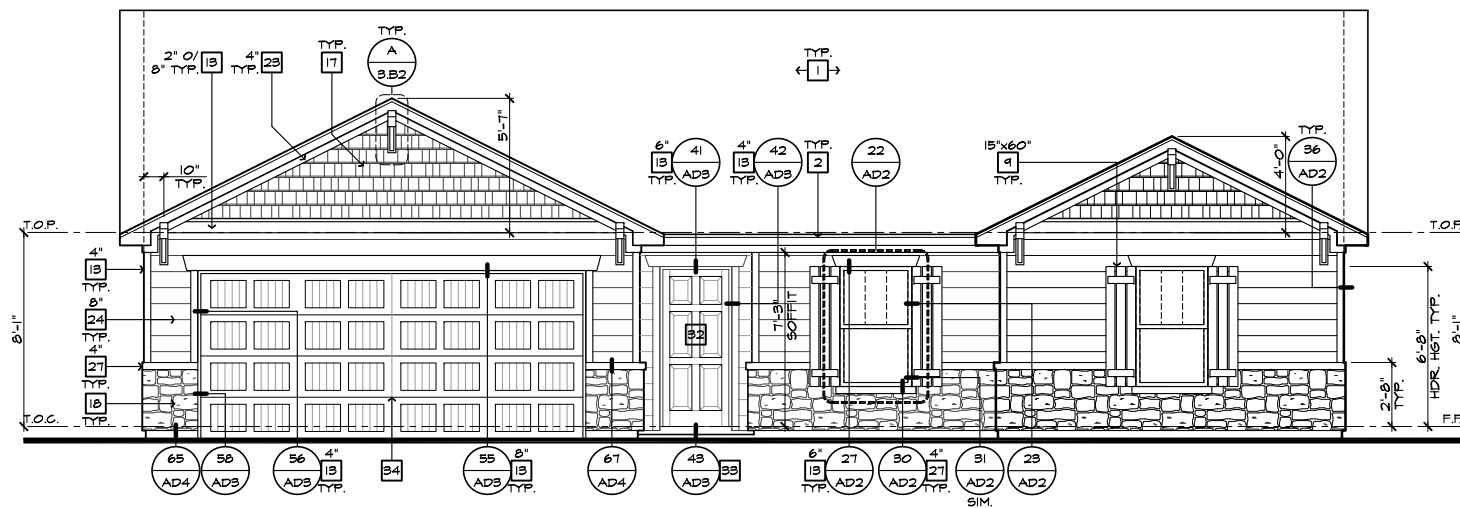 TYP.
A
3.B2
2" O/
8" TYP.
13
4"
TYP.
23
TYP.
17
TYP.
1
5'-7"
10"
TYP.
6"
13
TYP.
41
AD3
4"
13
TYP.
42
AD3
TYP.
2
22
AD2
15"x60"
9
TYP.
4'-0"
TYP.
36
AD2
T.O.P.
T.O.P.
4"
13
TYP.
8"
24
TYP.
4"
27
TYP.
18
TYP.
8'-1"
T.O.C.
32
7'-3"
SOFFIT
2'-8"
TYP.
6'-8"
HDR. HGT. TYP.
8'-1"
F.F.
65
AD4
58
AD3
56
AD3
4"
13
TYP.
34
55
AD3
8"
13
TYP.
67
AD4
43
AD3
33
6"
13
TYP.
27
AD2
30
AD2
4"
27
TYP.
31
AD2
SIM.
23
AD2